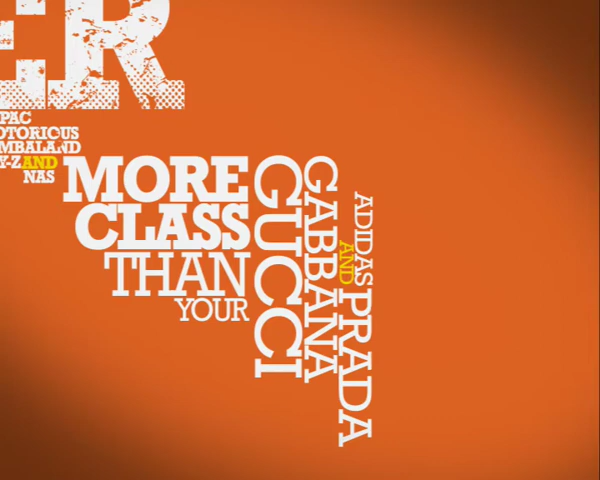 ER
PAC
OTORIOUS
MBALAND
Y-Z AND
NAS
MORE
CLASS
THAN
YOUR
GUCCI
GABBANA
ADIDAS
AND
PRADA